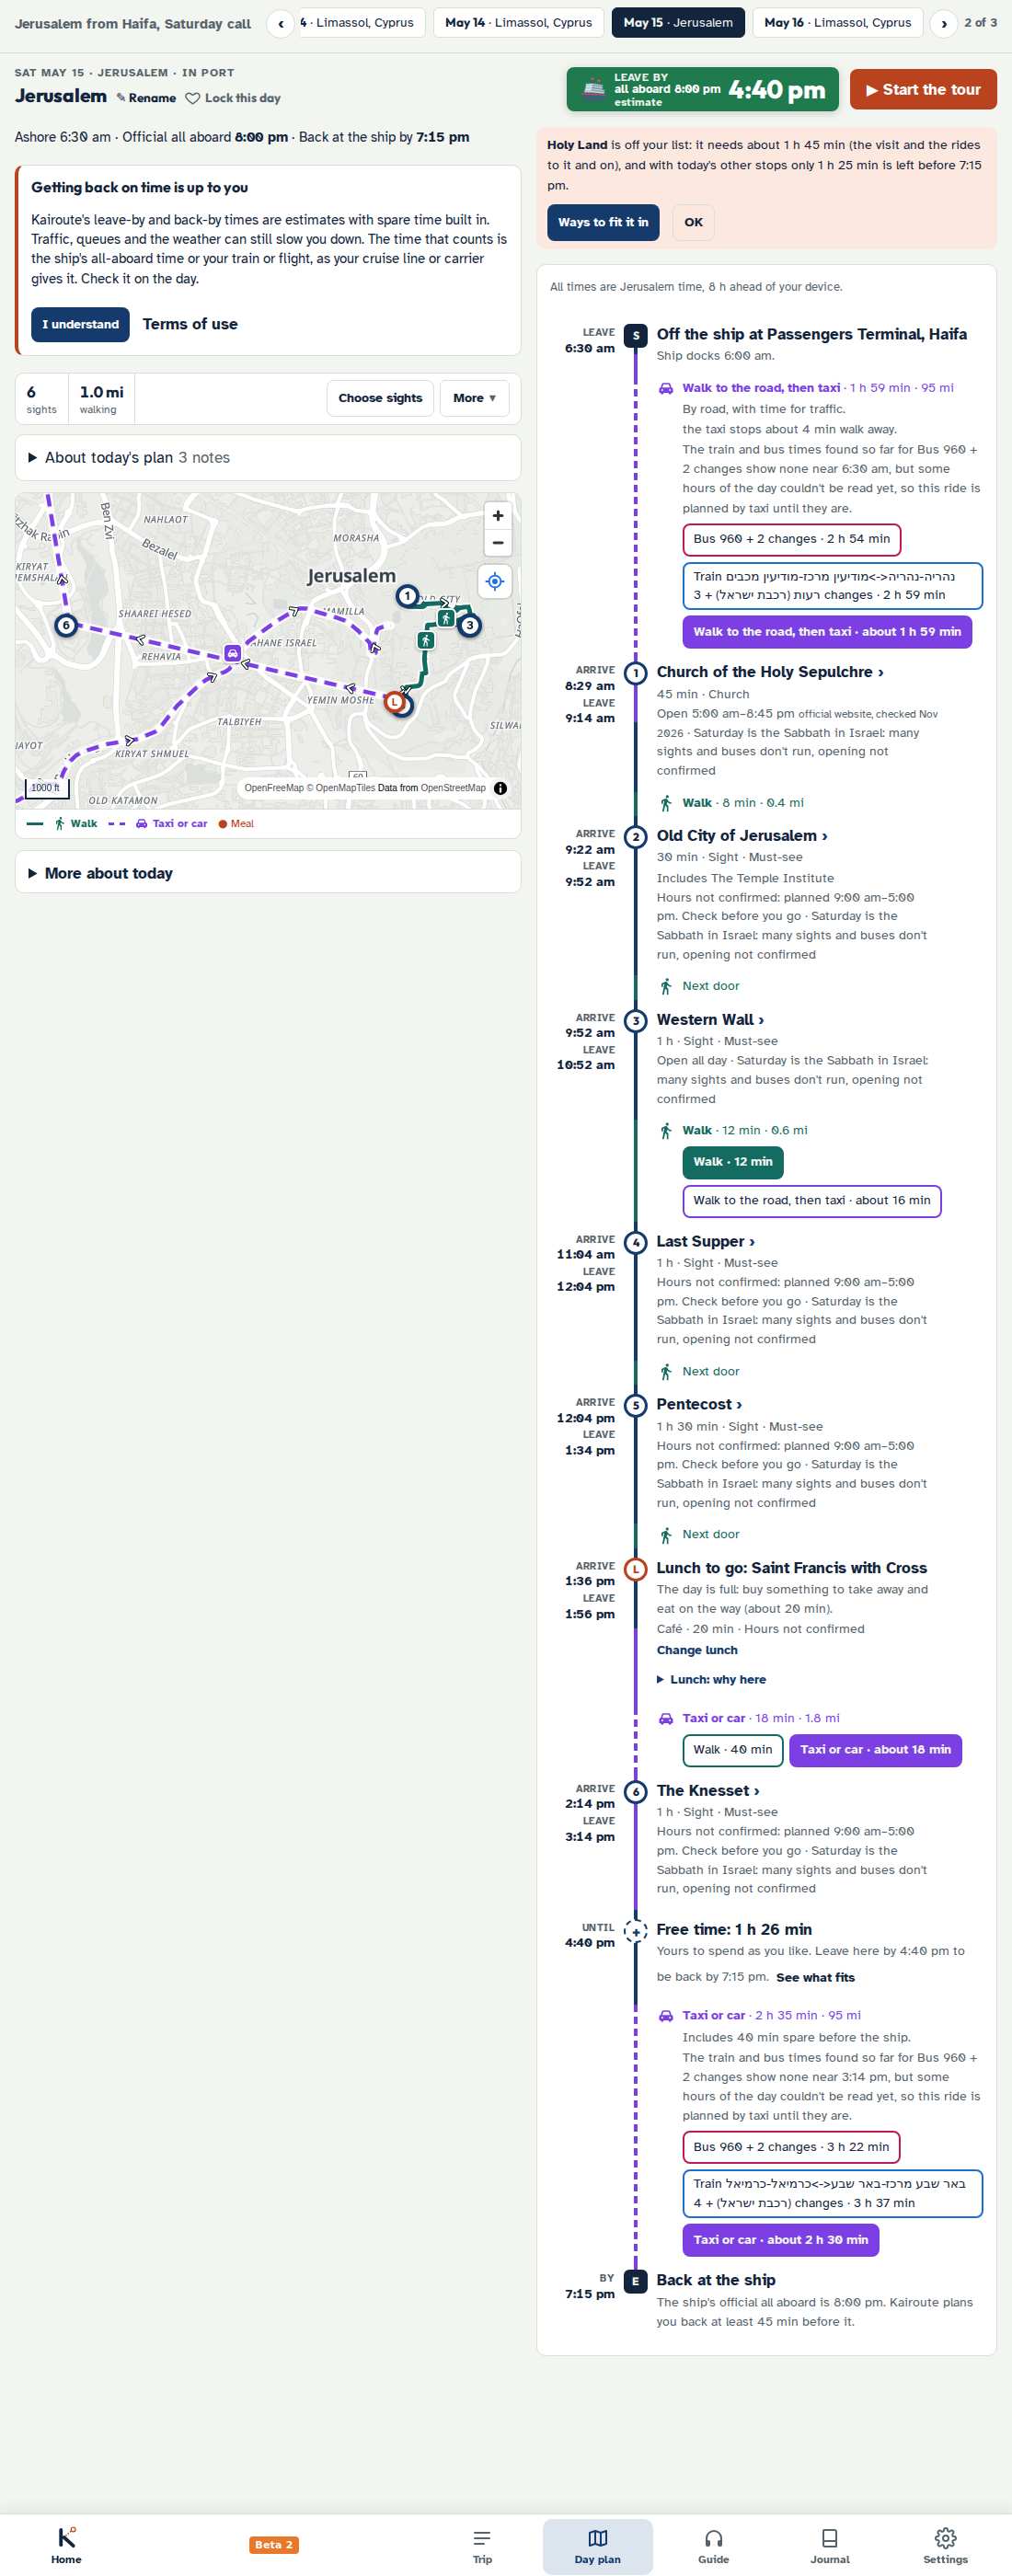 Jerusalem from Haifa, Saturday call
‹
4 · Limassol, Cyprus
May 14 · Limassol, Cyprus
May 15 · Jerusalem
May 16 · Limassol, Cyprus
›
2 of 3
SAT MAY 15 · JERUSALEM · IN PORT
Jerusalem ✎ Rename Lock this day
LEAVE BY
all aboard 8:00 pm
estimate
4:40 pm
▶ Start the tour
Ashore 6:30 am · Official all aboard 8:00 pm · Back at the ship by 7:15 pm
Getting back on time is up to you
Kairoute's leave-by and back-by times are estimates with spare time built in.
Traffic, queues and the weather can still slow you down. The time that counts is
the ship's all-aboard time or your train or flight, as your cruise line or carrier
gives it. Check it on the day.
I understand
Terms of use
6
sights
1.0 mi
walking
Choose sights
More ▼
▶ About today's plan 3 notes
Ben Zvi
NAHLAOT
Bezalel
MORASHA
KIRYAT
Jerusalem
SHAAREI HESED
MAMILLA
REHAVIA
YEMIN MOSHE
TALBIYEH
KIRYAT SHMUEL
OLD KATAMON
1
3
6
L
+
−
1000 ft
OpenFreeMap © OpenMapTiles Data from OpenStreetMap
Walk
Taxi or car
Meal
▶ More about today
Holy Land is off your list: it needs about 1 h 45 min (the visit and the rides
to it and on), and with today's other stops only 1 h 25 min is left before 7:15
pm.
Ways to fit it in
OK
All times are Jerusalem time, 8 h ahead of your device.
LEAVE
6:30 am
S
Off the ship at Passengers Terminal, Haifa
Ship docks 6:00 am.
Walk to the road, then taxi · 1 h 59 min · 95 mi
By road, with time for traffic.
the taxi stops about 4 min walk away.
The train and bus times found so far for Bus 960 +
2 changes show none near 6:30 am, but some
hours of the day couldn't be read yet, so this ride is
planned by taxi until they are.
Bus 960 + 2 changes · 2 h 54 min
Train נהריה-נהריה<->מודיעין מרכז-מודיעין מכבים
רעות (רכבת ישראל) + 3 changes · 2 h 59 min
Walk to the road, then taxi · about 1 h 59 min
ARRIVE
8:29 am
LEAVE
9:14 am
1
Church of the Holy Sepulchre ›
45 min · Church
Open 5:00 am–8:45 pm official website, checked Nov
2026 · Saturday is the Sabbath in Israel: many
sights and buses don't run, opening not
confirmed
Walk · 8 min · 0.4 mi
ARRIVE
9:22 am
LEAVE
9:52 am
2
Old City of Jerusalem ›
30 min · Sight · Must-see
Includes The Temple Institute
Hours not confirmed: planned 9:00 am–5:00
pm. Check before you go · Saturday is the
Sabbath in Israel: many sights and buses don't
run, opening not confirmed
Next door
ARRIVE
9:52 am
LEAVE
10:52 am
3
Western Wall ›
1 h · Sight · Must-see
Open all day · Saturday is the Sabbath in Israel:
many sights and buses don't run, opening not
confirmed
Walk · 12 min · 0.6 mi
Walk · 12 min
Walk to the road, then taxi · about 16 min
ARRIVE
11:04 am
LEAVE
12:04 pm
4
Last Supper ›
1 h · Sight · Must-see
Hours not confirmed: planned 9:00 am–5:00
pm. Check before you go · Saturday is the
Sabbath in Israel: many sights and buses don't
run, opening not confirmed
Next door
ARRIVE
12:04 pm
LEAVE
1:34 pm
5
Pentecost ›
1 h 30 min · Sight · Must-see
Hours not confirmed: planned 9:00 am–5:00
pm. Check before you go · Saturday is the
Sabbath in Israel: many sights and buses don't
run, opening not confirmed
Next door
ARRIVE
1:36 pm
LEAVE
1:56 pm
L
Lunch to go: Saint Francis with Cross
The day is full: buy something to take away and
eat on the way (about 20 min).
Café · 20 min · Hours not confirmed
Change lunch
▶ Lunch: why here
Taxi or car · 18 min · 1.8 mi
Walk · 40 min
Taxi or car · about 18 min
ARRIVE
2:14 pm
LEAVE
3:14 pm
6
The Knesset ›
1 h · Sight · Must-see
Hours not confirmed: planned 9:00 am–5:00
pm. Check before you go · Saturday is the
Sabbath in Israel: many sights and buses don't
run, opening not confirmed
UNTIL
4:40 pm
+
Free time: 1 h 26 min
Yours to spend as you like. Leave here by 4:40 pm to
be back by 7:15 pm. See what fits
Taxi or car · 2 h 35 min · 95 mi
Includes 40 min spare before the ship.
The train and bus times found so far for Bus 960 +
2 changes show none near 3:14 pm, but some
hours of the day couldn't be read yet, so this ride is
planned by taxi until they are.
Bus 960 + 2 changes · 3 h 22 min
Train באר שבע מרכז-באר שבע<->כרמיאל-כרמיאל
(רכבת ישראל) + 4 changes · 3 h 37 min
Taxi or car · about 2 h 30 min
BY
7:15 pm
E
Back at the ship
The ship's official all aboard is 8:00 pm. Kairoute plans
you back at least 45 min before it.
Home
Beta 2
Trip
Day plan
Guide
Journal
Settings